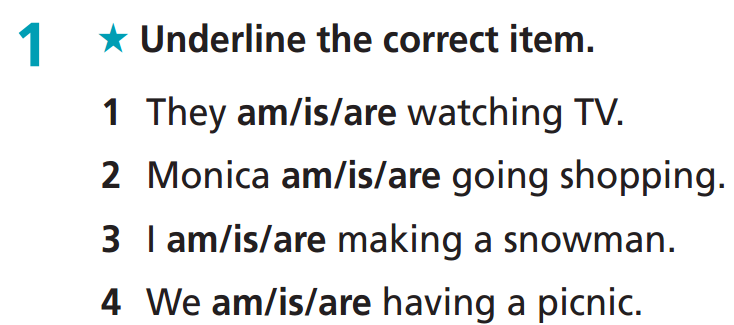 1 ★ Underline the correct item.
1 They am/is/are watching TV.
2 Monica am/is/are going shopping.
3 I am/is/are making a snowman.
4 We am/is/are having a picnic.